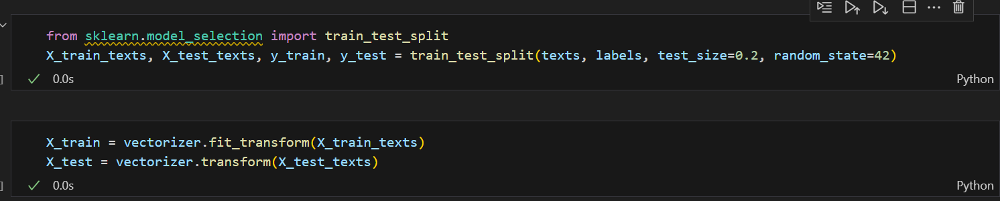 from sklearn.model_selection import train_test_split
X_train_texts, X_test_texts, y_train, y_test = train_test_split(texts, labels, test_size=0.2, random_state=42)
]
0.0s
Python
X_train = vectorizer.fit_transform(X_train_texts)
X_test = vectorizer.transform(X_test_texts)
]
0.0s
Python